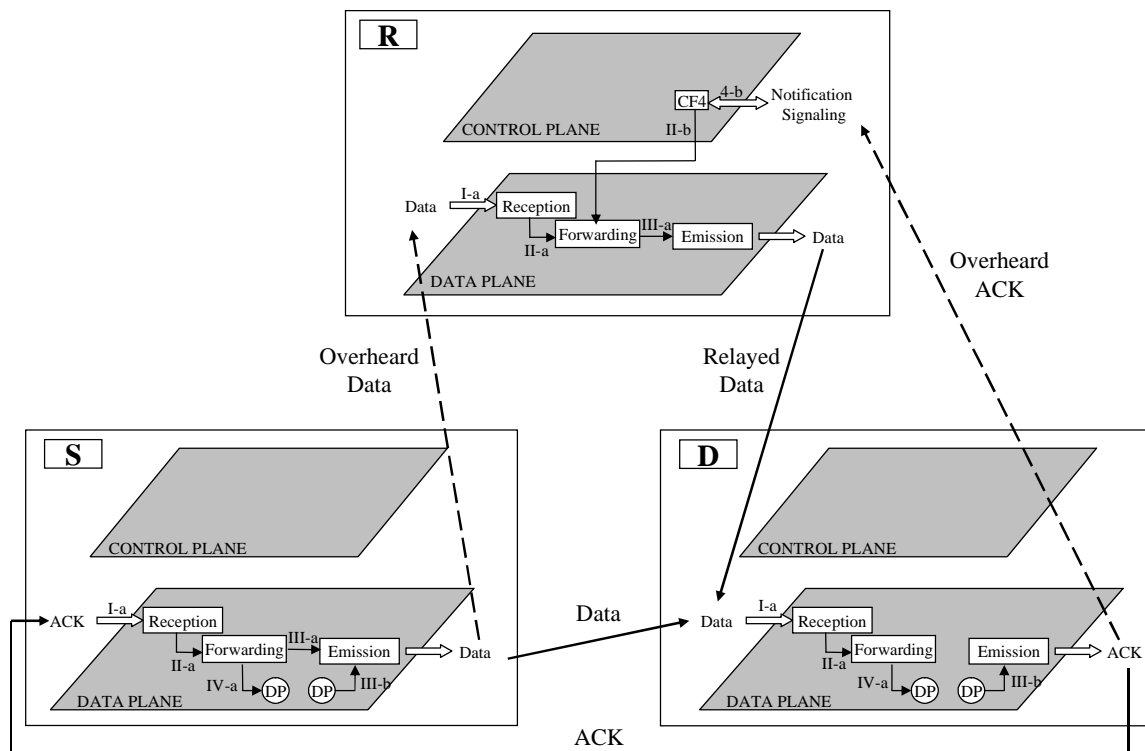 R
CF4
4-b
Notification
Signaling
CONTROL PLANE
II-b
I-a
Data
Reception
Forwarding
III-a
Emission
Data
II-a
DATA PLANE
Overheard
ACK
Overheard
Data
Relayed
Data
S
CONTROL PLANE
ACK
I-a
Reception
II-a
Forwarding
III-a
Emission
Data
IV-a
DP
DP
III-b
DATA PLANE
Data
D
CONTROL PLANE
Data
I-a
Reception
II-a
Forwarding
Emission
ACK
IV-a
DP
DP
III-b
DATA PLANE
ACK